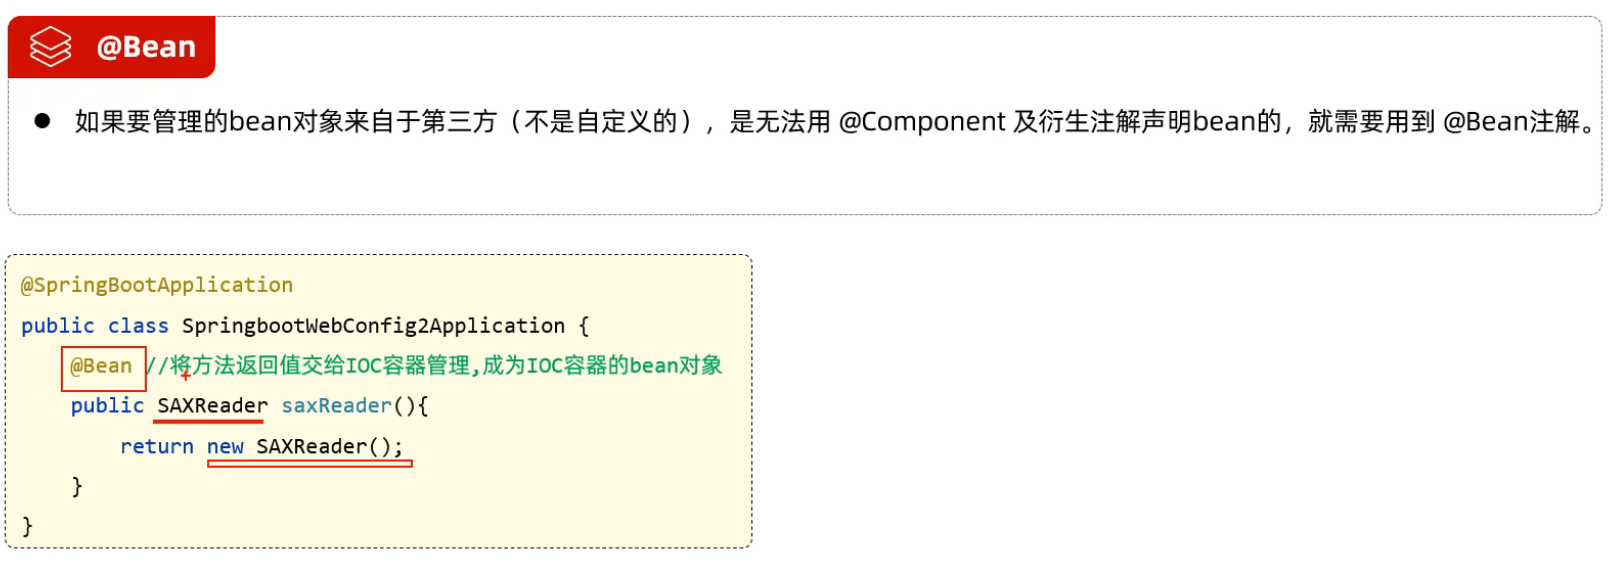 @Bean
● 如果要管理的bean对象来自于第三方（不是自定义的），是无法用 @Component 及衍生注解声明bean的，就需要用到 @Bean注解。
@SpringBootApplication
public class SpringbootWebConfig2Application {
@Bean //将方法返回值交给IOC容器管理,成为IOC容器的bean对象
public SAXReader saxReader(){
return new SAXReader();
}
}